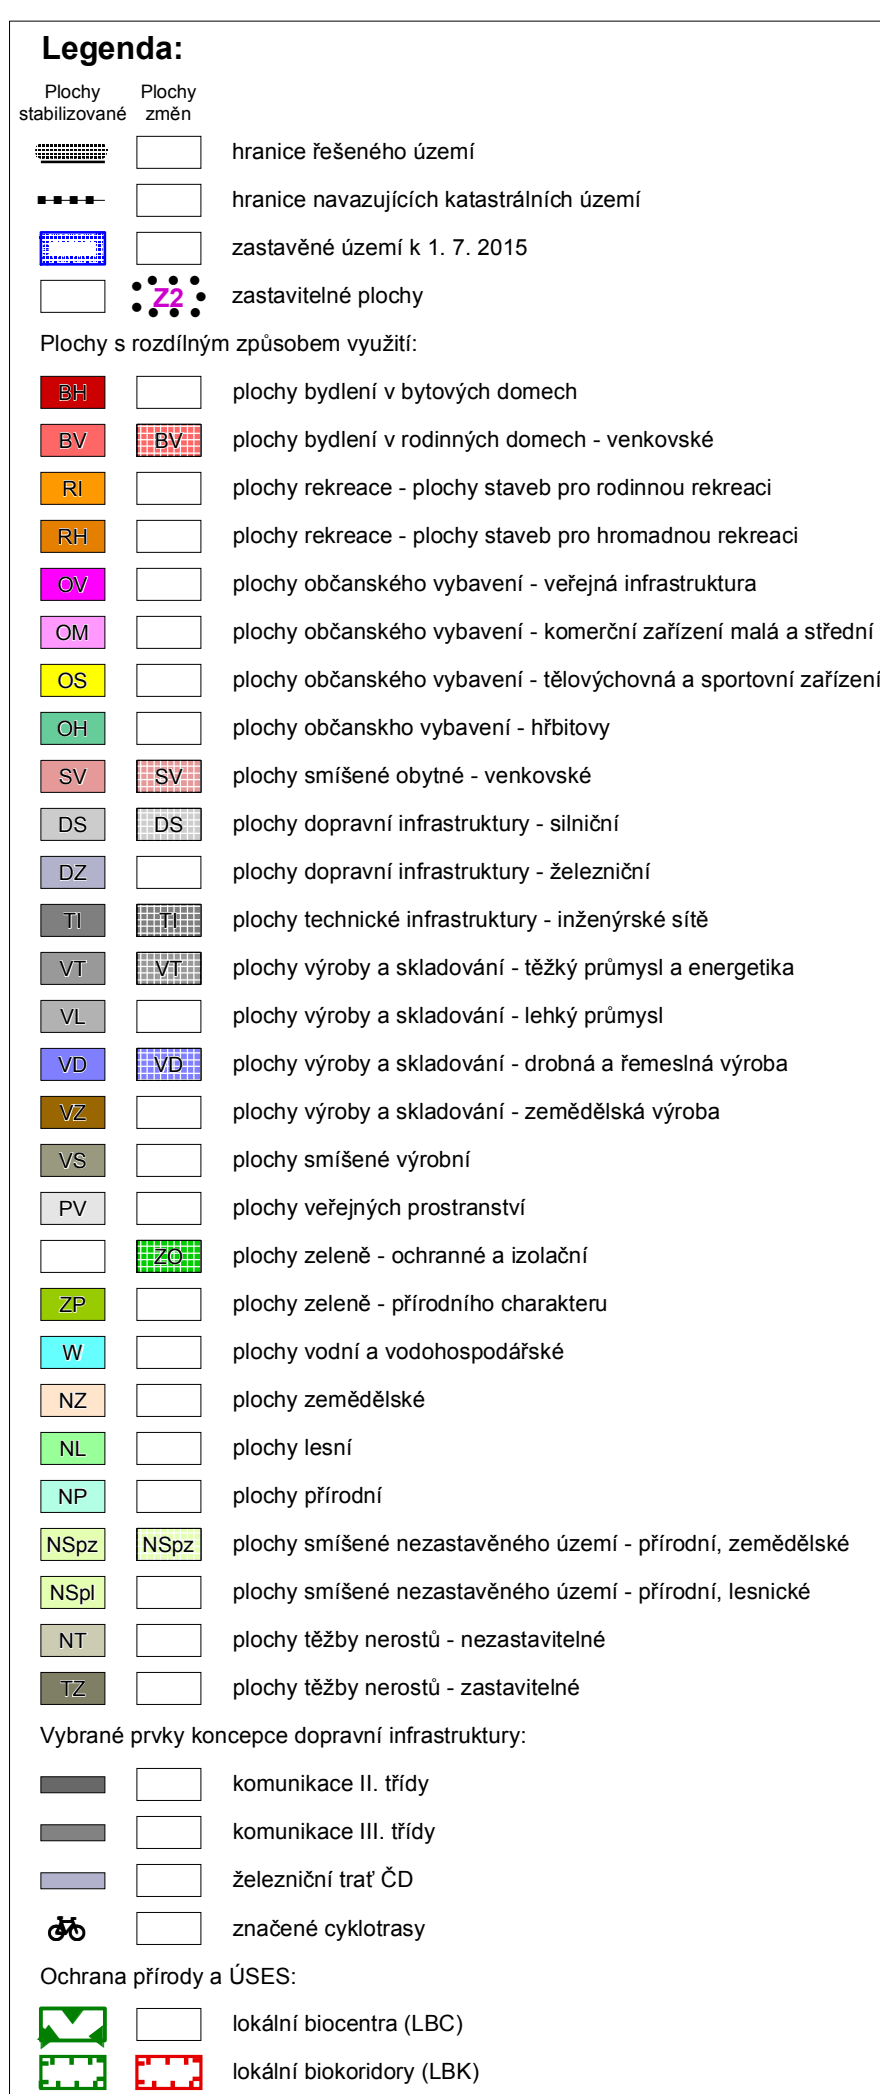 Legenda:
Plochy Plochy
stabilizované změn
hranice řešeného území
hranice navazujících katastrálních území
zastavěné území k 1. 7. 2015
Z2 zastavitelné plochy
Plochy s rozdílným způsobem využití:
BH plochy bydlení v bytových domech
BV BV plochy bydlení v rodinných domech - venkovské
RI plochy rekreace - plochy staveb pro rodinnou rekreaci
RH plochy rekreace - plochy staveb pro hromadnou rekreaci
OV plochy občanského vybavení - veřejná infrastruktura
OM plochy občanského vybavení - komerční zařízení malá a střední
OS plochy občanského vybavení - tělovýchovná a sportovní zařízení
OH plochy občanskho vybavení - hřbitovy
SV SV plochy smíšené obytné - venkovské
DS DS plochy dopravní infrastruktury - silniční
DZ plochy dopravní infrastruktury - železniční
TI TI plochy technické infrastruktury - inženýrské sítě
VT VT plochy výroby a skladování - těžký průmysl a energetika
VL plochy výroby a skladování - lehký průmysl
VD VD plochy výroby a skladování - drobná a řemeslná výroba
VZ plochy výroby a skladování - zemědělská výroba
VS plochy smíšené výrobní
PV plochy veřejných prostranství
ZO plochy zeleně - ochranné a izolační
ZP plochy zeleně - přírodního charakteru
W plochy vodní a vodohospodářské
NZ plochy zemědělské
NL plochy lesní
NP plochy přírodní
NSpz NSpz plochy smíšené nezastavěného území - přírodní, zemědělské
NSpl plochy smíšené nezastavěného území - přírodní, lesnické
NT plochy těžby nerostů - nezastavitelné
TZ plochy těžby nerostů - zastavitelné
Vybrané prvky koncepce dopravní infrastruktury:
komunikace II. třídy
komunikace III. třídy
železniční trať ČD
značené cyklotrasy
Ochrana přírody a ÚSES:
lokální biocentra (LBC)
lokální biokoridory (LBK)